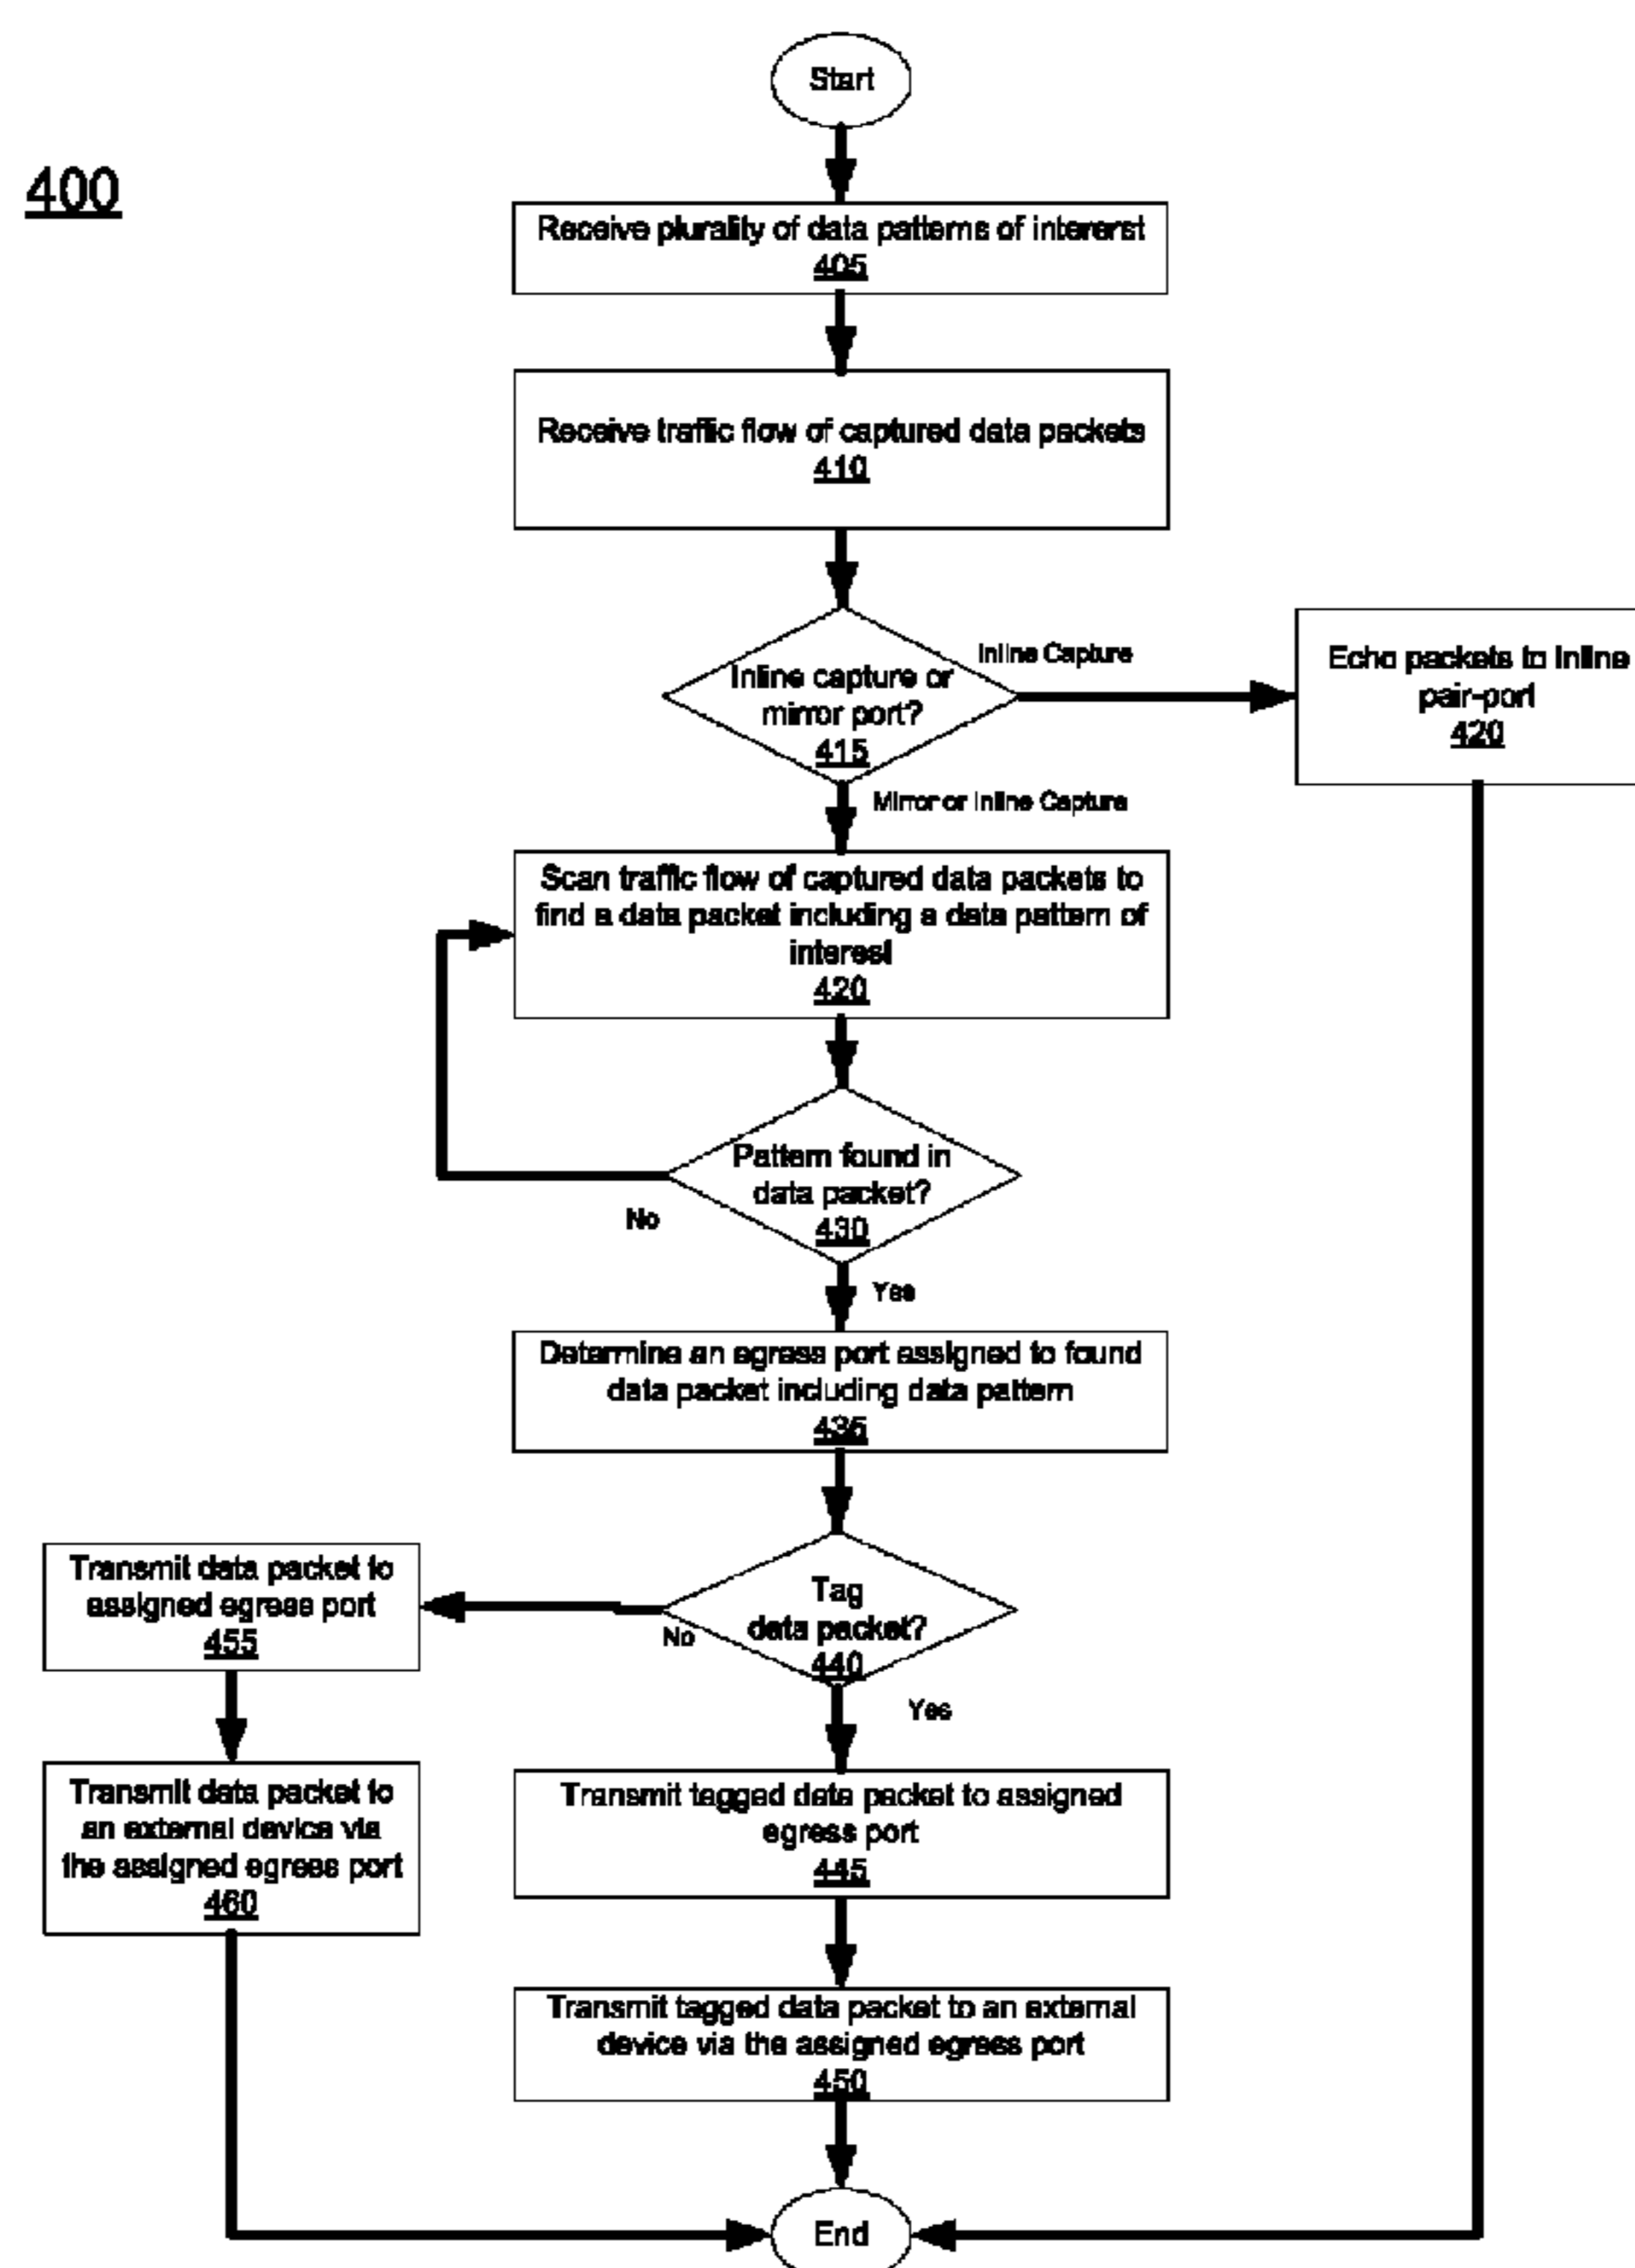 Start
400
Receive plurality of data patterns of intererst
405
Receive traffic flow of captured data packets
410
Inline capture or
mirror port?
415
Inline Capture
Echo packets to Inline
pair-port
420
Mirror or Inline Capture
Scan traffic flow of captured data packets to
find a data packet including a data pattern of
interest
420
Pattern found in
data packet?
430
No
Yes
Determine an egress port assigned to found
data packet including data pattern
435
Tag
data packet?
440
No
Yes
Transmit data packet to
assigned egress port
455
Transmit data packet to
an external device via
the assigned egress port
460
Transmit tagged data packet to assigned
egress port
445
Transmit tagged data packet to an external
device via the assigned egress port
450
End